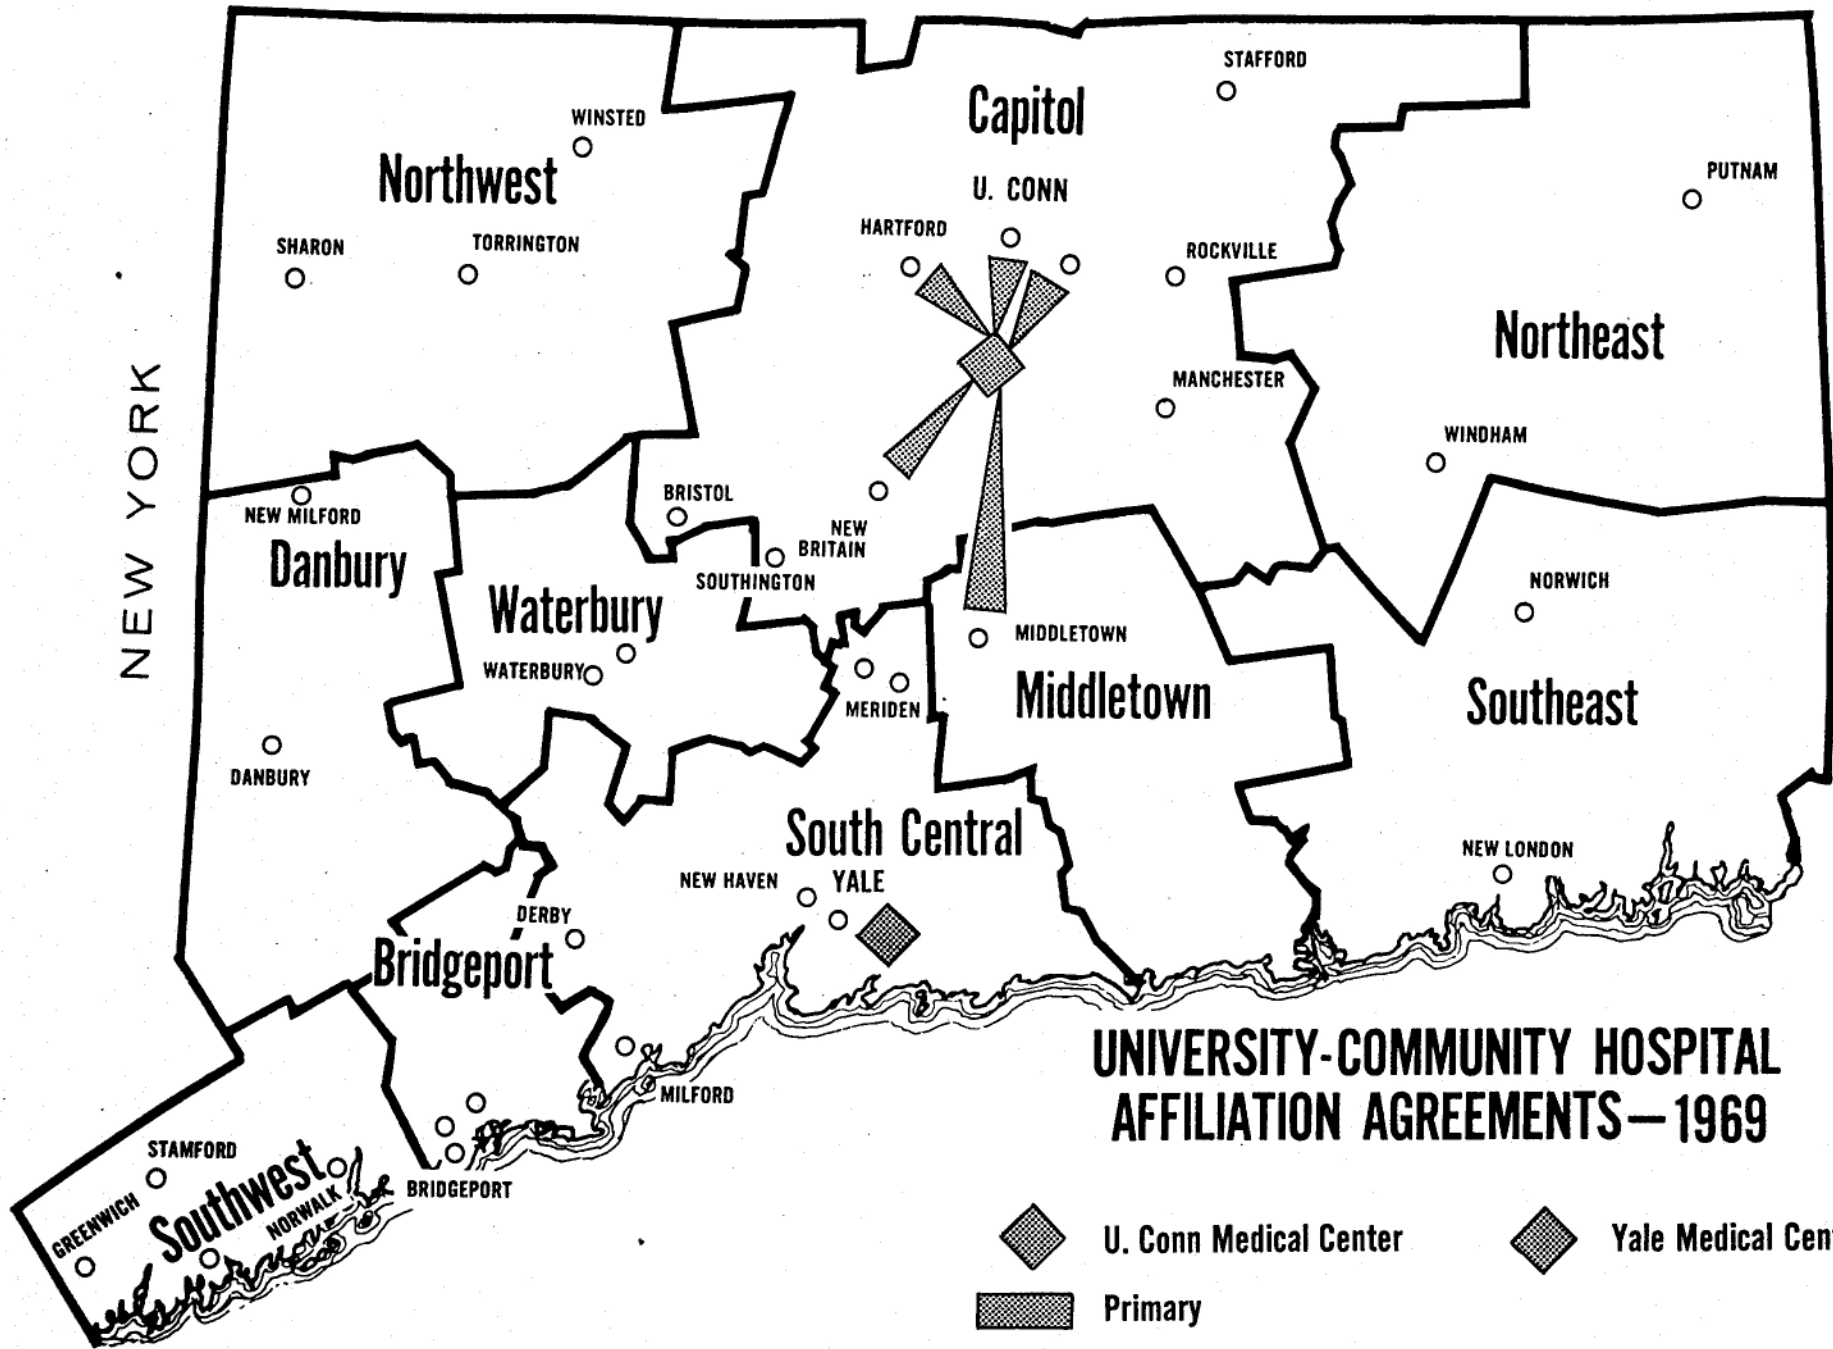 STAFFORD
Capitol
WINSTED
Northwest
PUTNAM
U. CONN
HARTFORD
SHARON
TORRINGTON
ROCKVILLE
Northeast
MANCHESTER
NEW YORK
WINDHAM
BRISTOL
NEW MILFORD
NEW
BRITAIN
Danbury
SOUTHINGTON
NORWICH
Waterbury
MIDDLETOWN
WATERBURY
MERIDEN
Middletown
Southeast
DANBURY
South Central
NEW LONDON
NEW HAVEN
YALE
DERBY
Bridgeport
UNIVERSITY-COMMUNITY HOSPITAL
AFFILIATION AGREEMENTS—1969
MILFORD
STAMFORD
BRIDGEPORT
GREENWICH
Southwest
NORWALK
U. Conn Medical Center
Yale Medical Cen
Primary